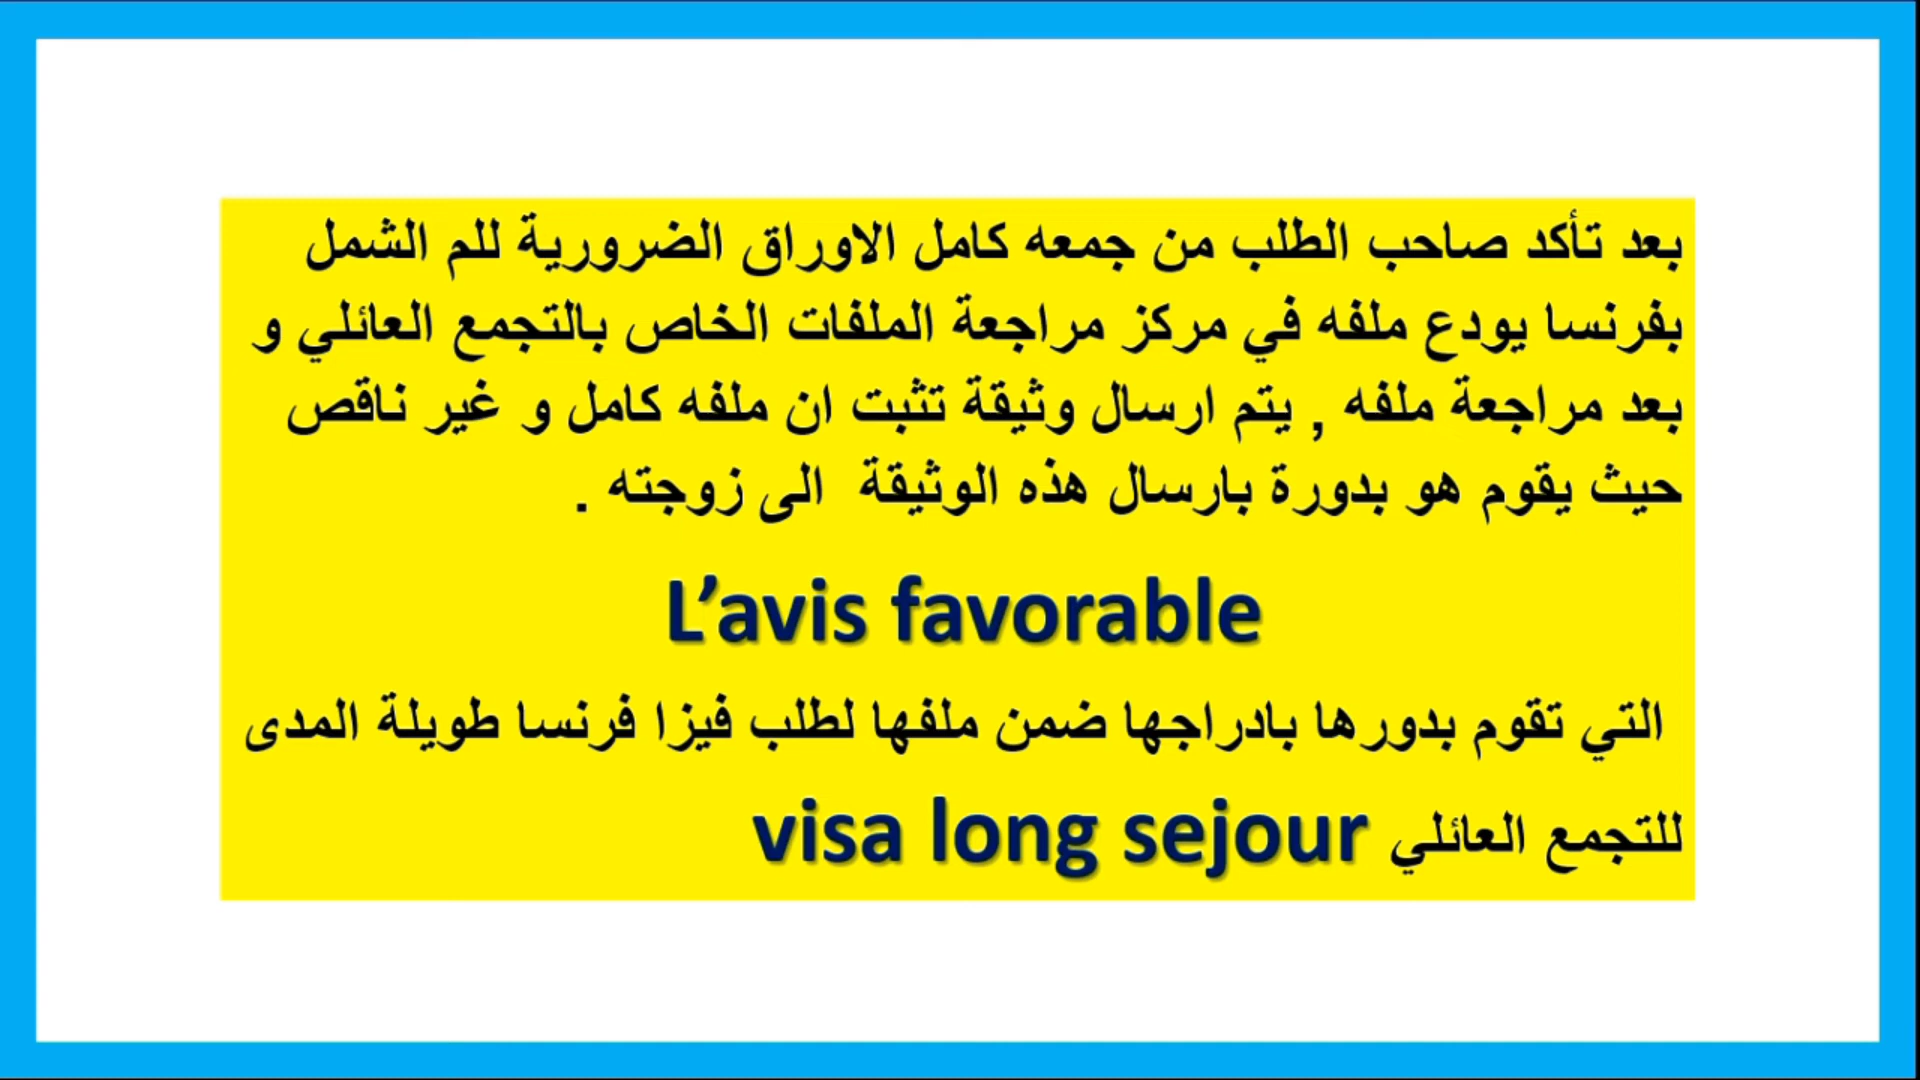 بعد تأكد صاحب الطلب من جمعه كامل الاوراق الضرورية للم الشمل
بفرنسا يودع ملفه في مركز مراجعة الملفات الخاص بالتجمع العائلي و
بعد مراجعة ملفه , يتم ارسال وثيقة تثبت ان ملفه كامل و غير ناقص
حيث يقوم هو بدورة بارسال هذه الوثيقة الى زوجته .
L’avis favorable
التي تقوم بدورها بادراجها ضمن ملفها لطلب فيزا فرنسا طويلة المدى
للتجمع العائلي visa long sejour